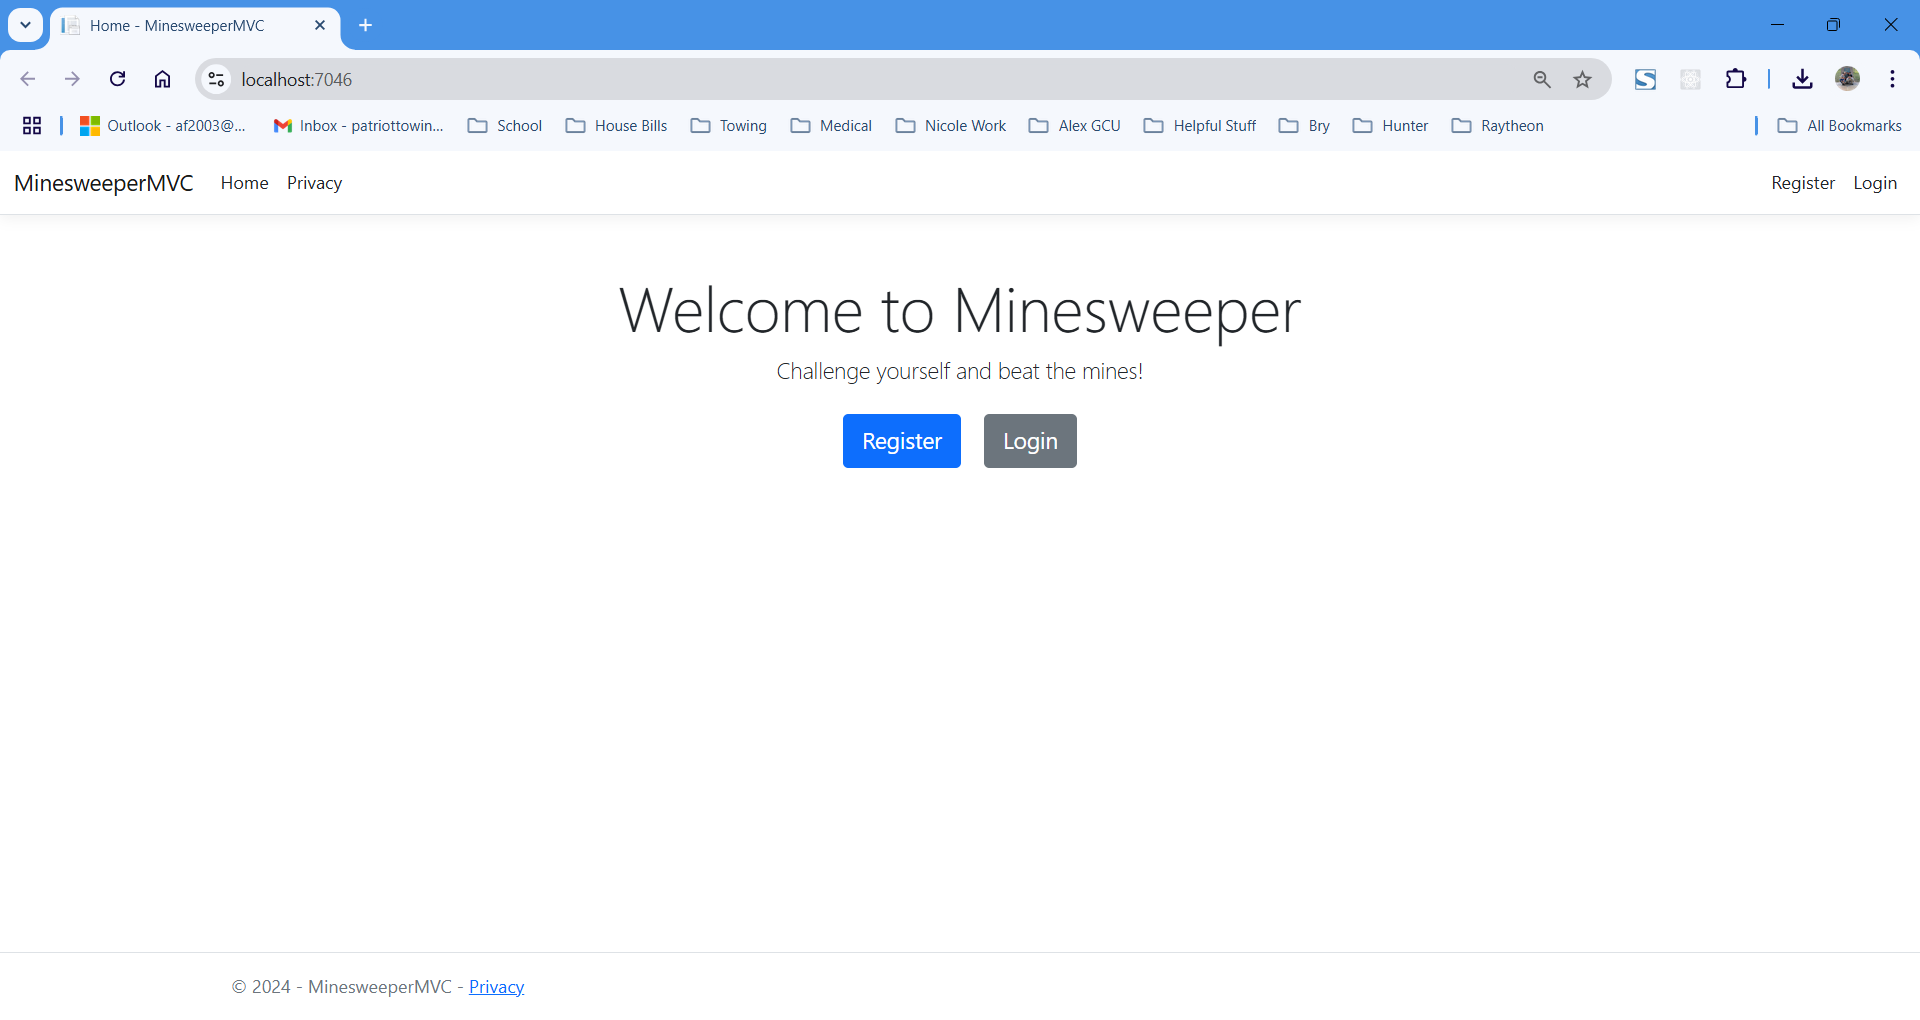 Home - MinesweeperMVC
localhost:7046
Outlook - af2003@... Inbox - patriottowin... School House Bills Towing Medical Nicole Work Alex GCU Helpful Stuff Bry Hunter Raytheon All Bookmarks
MinesweeperMVC Home Privacy Register Login
Welcome to Minesweeper
Challenge yourself and beat the mines!
Register Login
© 2024 - MinesweeperMVC - Privacy